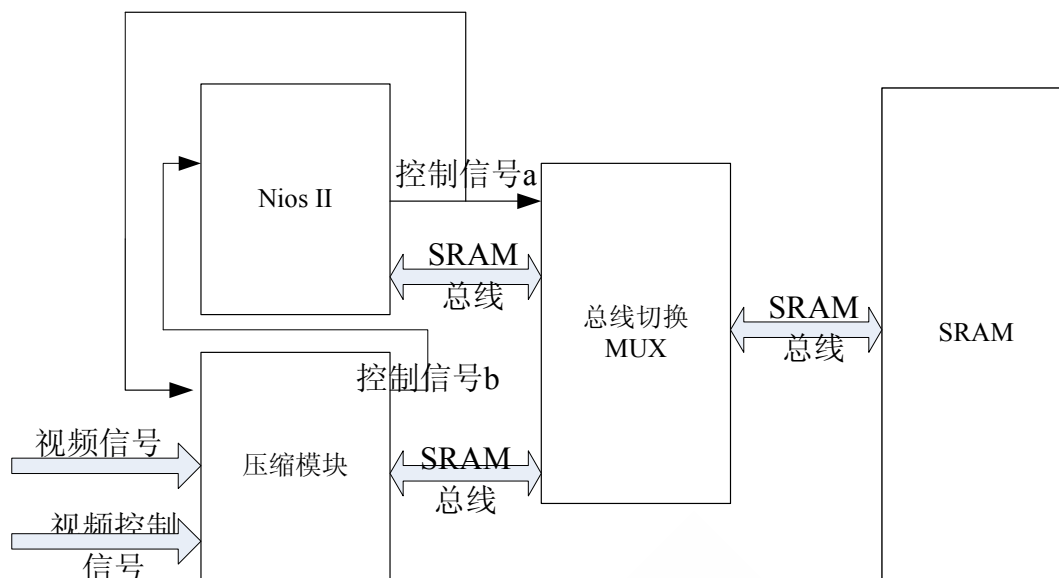 控制信号a
Nios II
SRAM
总线
总线切换
MUX
SRAM
总线
SRAM
控制信号b
视频信号
压缩模块
SRAM
总线
视频控制
信号